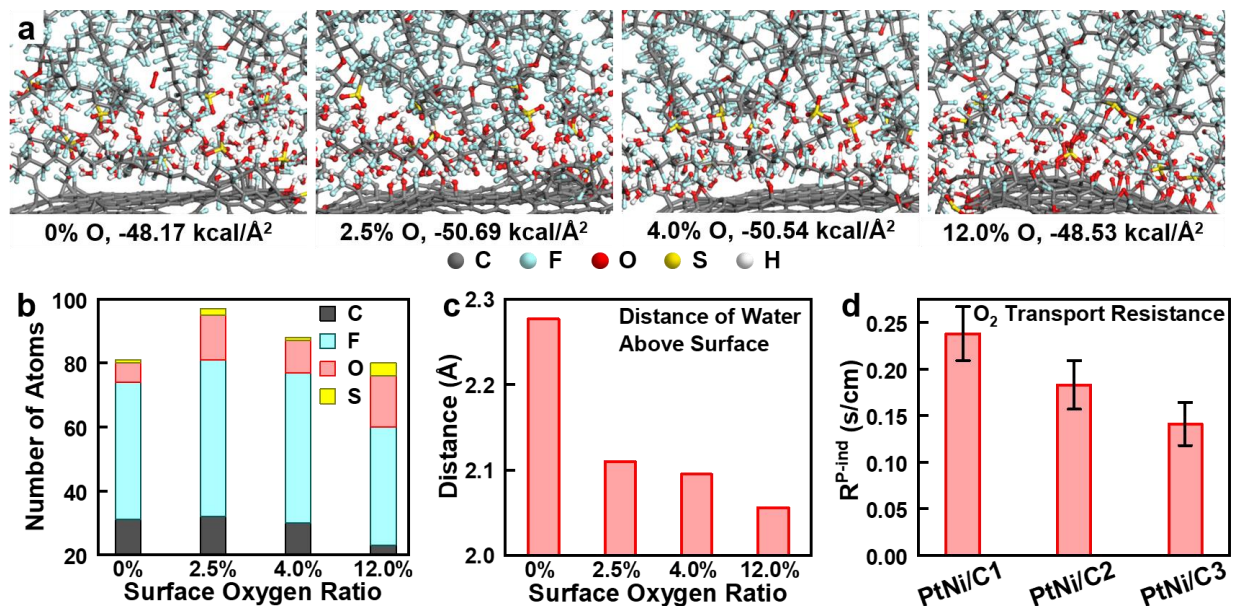 a
0% O, -48.17 kcal/Å²
2.5% O, -50.69 kcal/Å²
4.0% O, -50.54 kcal/Å²
12.0% O, -48.53 kcal/Å²
C F O S H
b
Number of Atoms
100
80
60
40
20
C
F
O
S
0% 2.5% 4.0% 12.0%
Surface Oxygen Ratio
c
Distance (Å)
2.3
2.2
2.1
2.0
Distance of Water
Above Surface
0% 2.5% 4.0% 12.0%
Surface Oxygen Ratio
d
O₂ Transport Resistance
Rᴾ⁻ⁱⁿᵈ (s/cm)
0.25
0.20
0.15
0.10
0.05
0.00
PtNi/C1
PtNi/C2
PtNi/C3